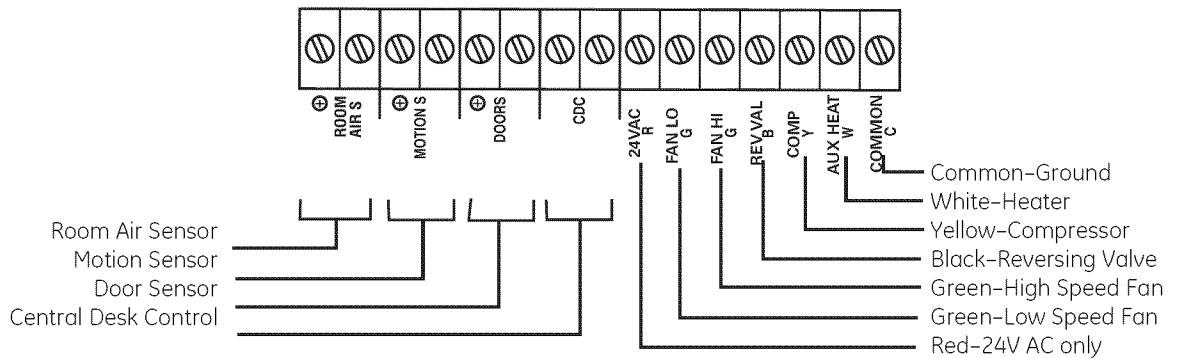 ⊕ ROOM
AIR S
⊕ MOTION S
⊕ DOORS
CDC
24VAC
R
FAN LO
G
FAN HI
G
REV VAL
B
COMP
Y
AUX HEAT
W
COMMON
C
Room Air Sensor
Motion Sensor
Door Sensor
Central Desk Control
Common–Ground
White–Heater
Yellow–Compressor
Black–Reversing Valve
Green–High Speed Fan
Green–Low Speed Fan
Red–24V AC only